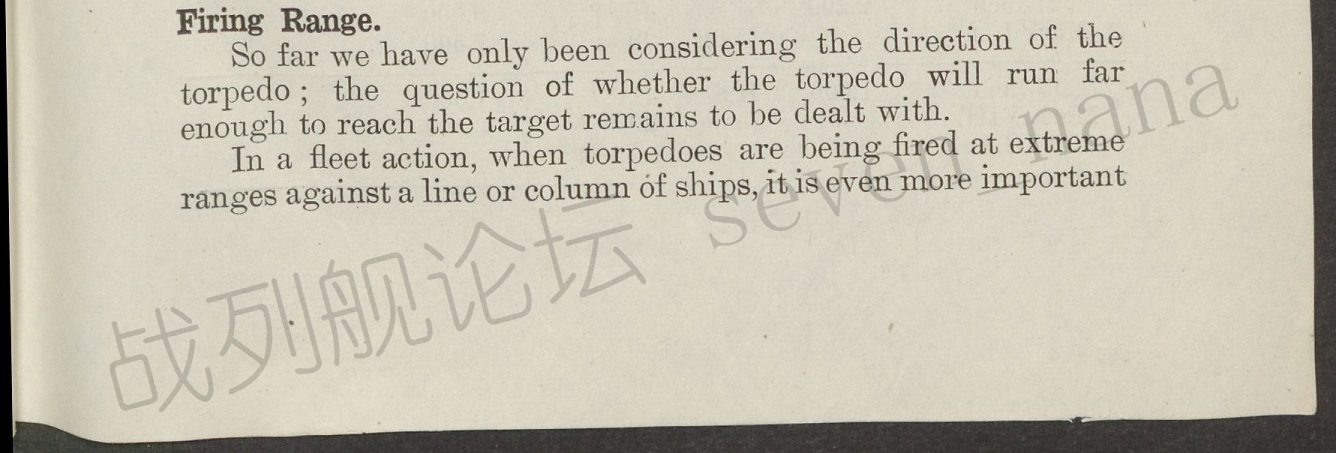 Firing Range.
So far we have only been considering the direction of the
torpedo ; the question of whether the torpedo will run far
enough to reach the target remains to be dealt with.
In a fleet action, when torpedoes are being fired at extreme
ranges against a line or column of ships, it is even more important
战列舰论坛 seven_nana